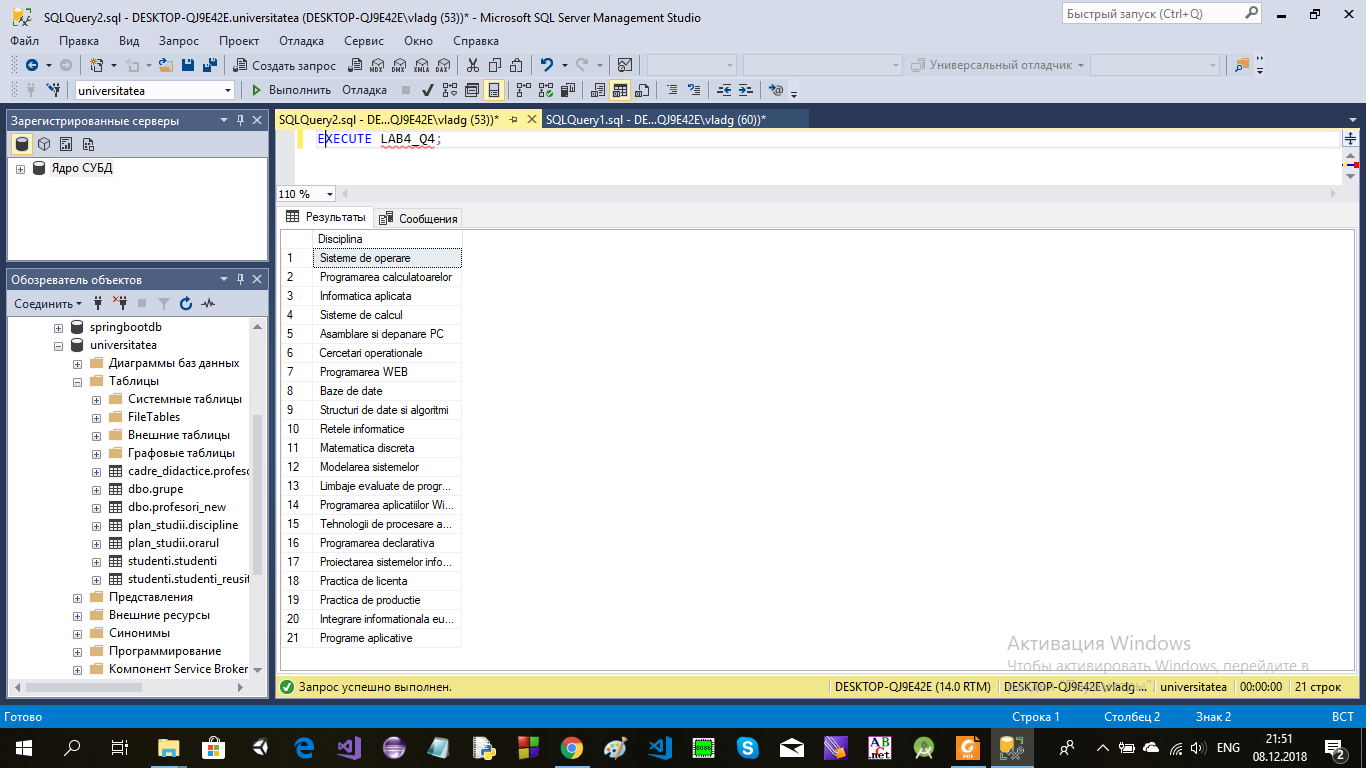 SQLQuery2.sql - DESKTOP-QJ9E42E.universitatea (DESKTOP-QJ9E42E\vladg (53))* - Microsoft SQL Server Management Studio
Быстрый запуск (Ctrl+Q)
Файл Правка Вид Запрос Проект Отладка Сервис Окно Справка
Создать запрос MDX DMX XMLA DAX Универсальный отладчик
universitatea Выполнить Отладка
Зарегистрированные серверы
SQLQuery2.sql - DE...QJ9E42E\vladg (53))* SQLQuery1.sql - DE...QJ9E42E\vladg (60))*
EXECUTE LAB4_Q4;
Ядро СУБД
110 %
Результаты Сообщения
Disciplina
1 Sisteme de operare
2 Programarea calculatoarelor
3 Informatica aplicata
4 Sisteme de calcul
5 Asamblare si depanare PC
6 Cercetari operationale
7 Programarea WEB
8 Baze de date
9 Structuri de date si algoritmi
10 Retele informatice
11 Matematica discreta
12 Modelarea sistemelor
13 Limbaje evaluate de progr...
14 Programarea aplicatiilor Wi...
15 Tehnologii de procesare a...
16 Programarea declarativa
17 Proiectarea sistemelor info...
18 Practica de licenta
19 Practica de productie
20 Integrare informationala eu...
21 Programe aplicative
Обозреватель объектов
Соединить
springbootdb
universitatea
Диаграммы баз данных
Таблицы
Системные таблицы
FileTables
Внешние таблицы
Графовые таблицы
cadre_didactice.profeso
dbo.grupe
dbo.profesori_new
plan_studii.discipline
plan_studii.orarul
studenti.studenti
studenti.studenti_reusit
Представления
Внешние ресурсы
Синонимы
Программирование
Компонент Service Broker
Активация Windows
Чтобы активировать Windows, перейдите в
Запрос успешно выполнен. DESKTOP-QJ9E42E (14.0 RTM) DESKTOP-QJ9E42E\vladg ... universitatea 00:00:00 21 строк
Готово Строка 1 Столбец 2 Знак 2 ВСТ
ENG 21:51
08.12.2018 2